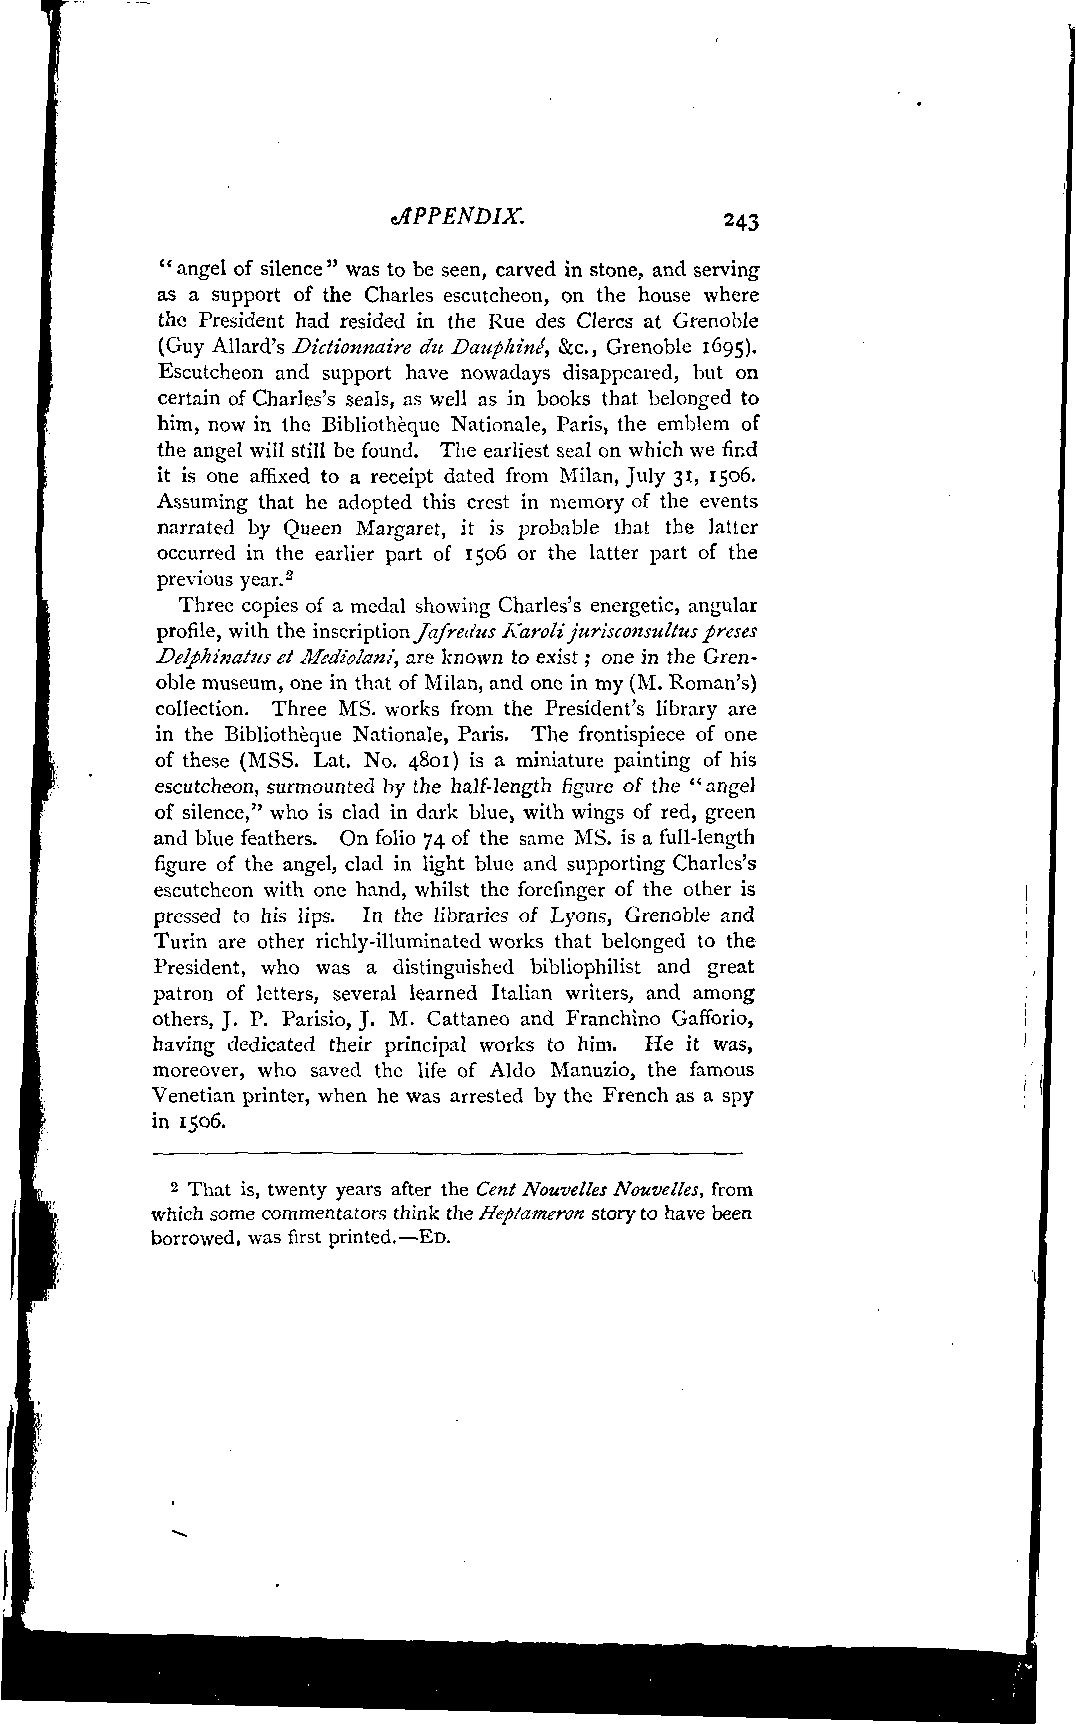 APPENDIX. 243
“angel of silence” was to be seen, carved in stone, and serving
as a support of the Charles escutcheon, on the house where
the President had resided in the Rue des Clercs at Grenoble
(Guy Allard's Dictionnaire du Dauphiné, &c., Grenoble 1695).
Escutcheon and support have nowadays disappeared, but on
certain of Charles's seals, as well as in books that belonged to
him, now in the Bibliothèque Nationale, Paris, the emblem of
the angel will still be found. The earliest seal on which we find
it is one affixed to a receipt dated from Milan, July 31, 1506.
Assuming that he adopted this crest in memory of the events
narrated by Queen Margaret, it is probable that the latter
occurred in the earlier part of 1506 or the latter part of the
previous year.²
Three copies of a medal showing Charles's energetic, angular
profile, with the inscription Jafredus Karoli jurisconsultus preses
Delphinatus et Mediolani, are known to exist ; one in the Gren-
oble museum, one in that of Milan, and one in my (M. Roman's)
collection. Three MS. works from the President's library are
in the Bibliothèque Nationale, Paris. The frontispiece of one
of these (MSS. Lat. No. 4801) is a miniature painting of his
escutcheon, surmounted by the half-length figure of the “angel
of silence,” who is clad in dark blue, with wings of red, green
and blue feathers. On folio 74 of the same MS. is a full-length
figure of the angel, clad in light blue and supporting Charles's
escutcheon with one hand, whilst the forefinger of the other is
pressed to his lips. In the libraries of Lyons, Grenoble and
Turin are other richly-illuminated works that belonged to the
President, who was a distinguished bibliophilist and great
patron of letters, several learned Italian writers, and among
others, J. P. Parisio, J. M. Cattaneo and Franchino Gafforio,
having dedicated their principal works to him. He it was,
moreover, who saved the life of Aldo Manuzio, the famous
Venetian printer, when he was arrested by the French as a spy
in 1506.
² That is, twenty years after the Cent Nouvelles Nouvelles, from
which some commentators think the Heptameron story to have been
borrowed, was first printed.—ED.